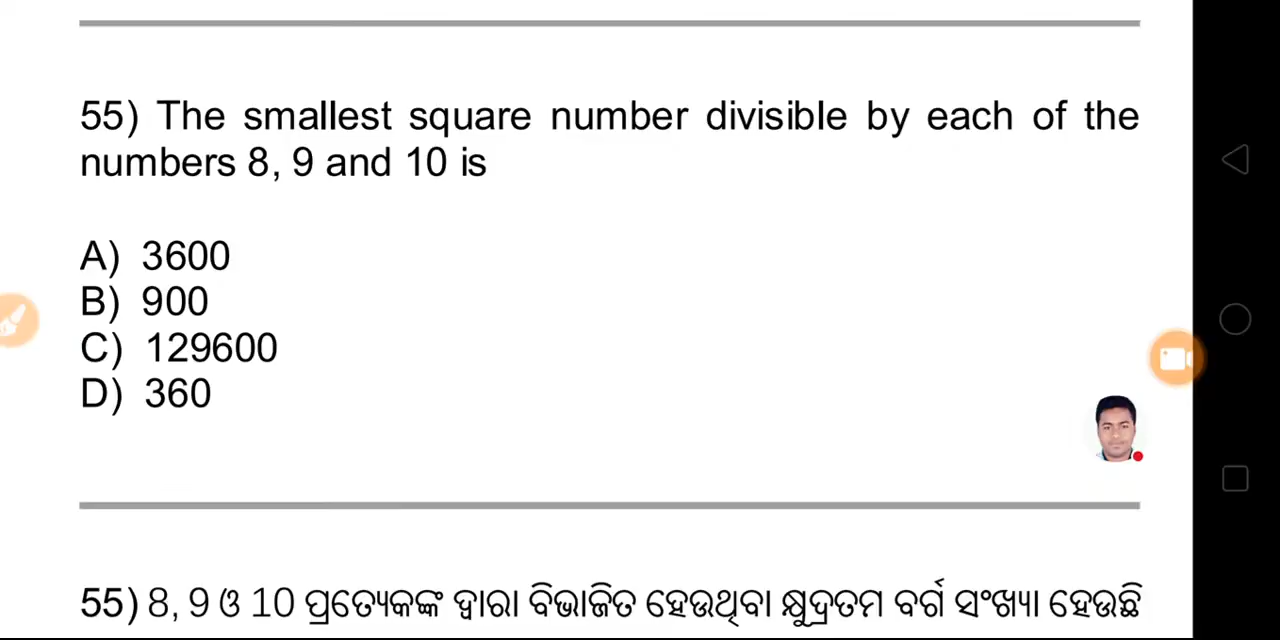 55) The smallest square number divisible by each of the
numbers 8, 9 and 10 is
A) 3600
B) 900
C) 129600
D) 360
55) 8, 9 ଓ 10 ପ୍ରତ୍ୟେକଙ୍କ ଦ୍ୱାରା ବିଭାଜିତ ହେଉଥିବା କ୍ଷୁଦ୍ରତମ ବର୍ଗ ସଂଖ୍ୟା ହେଉଛି